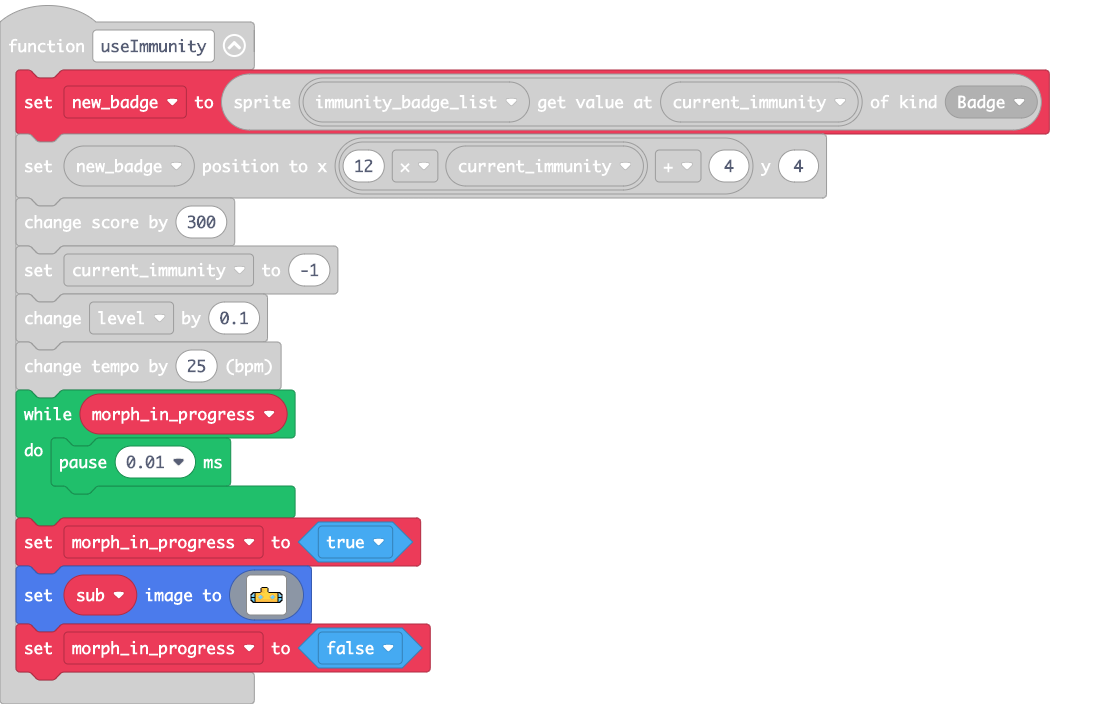 function useImmunity
set new_badge to sprite immunity_badge_list get value at current_immunity of kind Badge
set new_badge position to x 12 × current_immunity + 4 y 4
change score by 300
set current_immunity to -1
change level by 0.1
change tempo by 25 (bpm)
while morph_in_progress
do
pause 0.01 ms
set morph_in_progress to true
set sub image to
set morph_in_progress to false